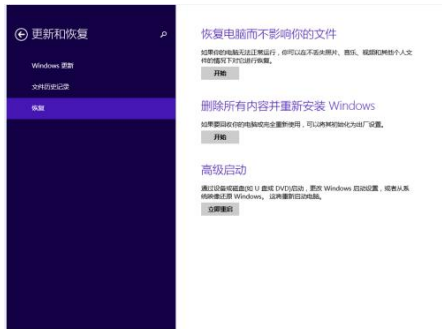 更新和恢复
Windows 更新
文件历史记录
恢复
恢复电脑而不影响你的文件
如果你的电脑无法正常运行，你可以在不丢失照片、音乐、视频和其他个人文
件的情况下对它进行恢复。
开始
删除所有内容并重新安装 Windows
如果要回收你的电脑或完全重新使用，可以将其初始化为出厂设置。
开始
高级启动
通过设备或磁盘(如 U 盘或 DVD)启动，更改 Windows 启动设置，或者从系
统映像还原 Windows。 这将重新启动电脑。
立即重启